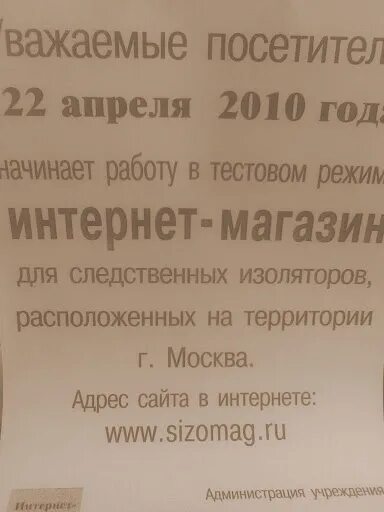 Уважаемые посетител
22 апреля 2010 года
начинает работу в тестовом режим
интернет-магазин
для следственных изоляторов,
расположенных на территории
г. Москва.
Адрес сайта в интернете:
www.sizomag.ru
Администрация учреждения
Интернет-